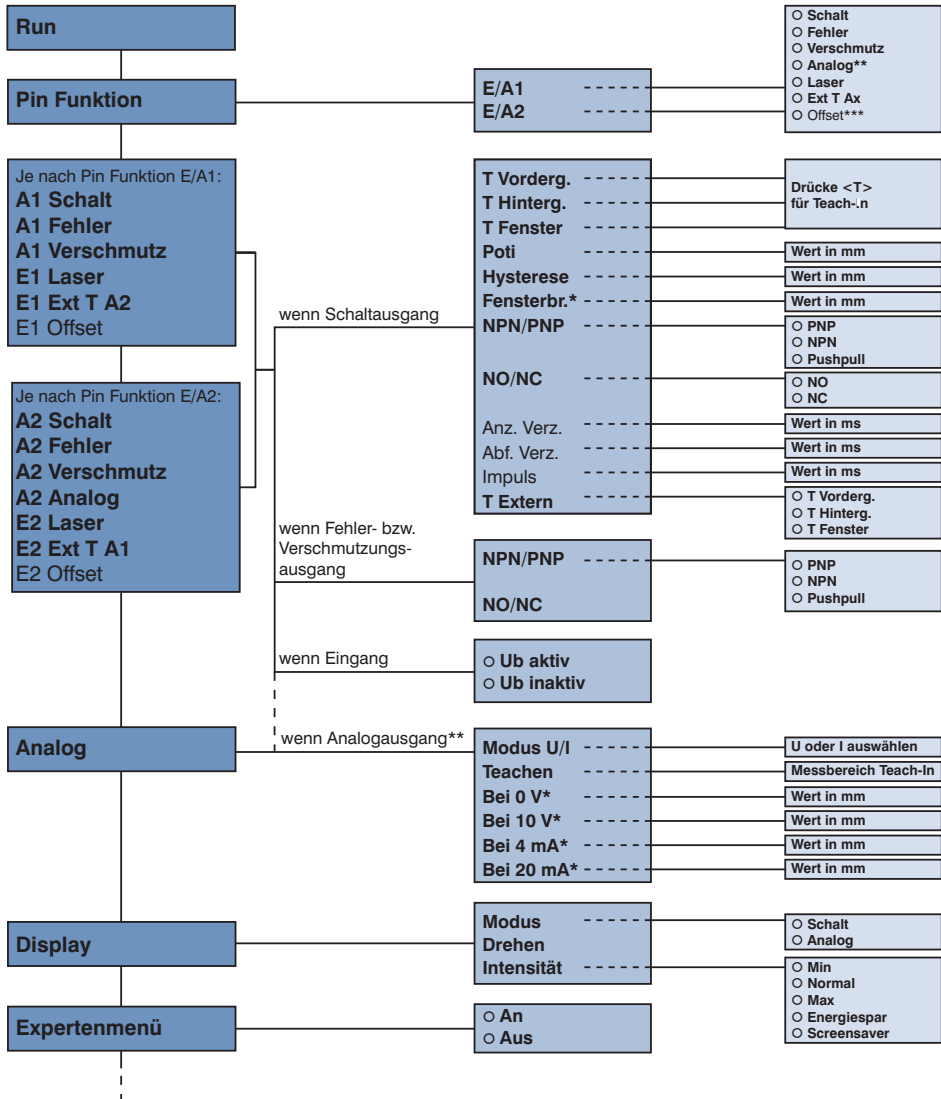 Run
Pin Funktion
E/A1
E/A2
○ Schalt
○ Fehler
○ Verschmutz
○ Analog**
○ Laser
○ Ext T Ax
○ Offset***
Je nach Pin Funktion E/A1:
A1 Schalt
A1 Fehler
A1 Verschmutz
E1 Laser
E1 Ext T A2
E1 Offset
Je nach Pin Funktion E/A2:
A2 Schalt
A2 Fehler
A2 Verschmutz
A2 Analog
E2 Laser
E2 Ext T A1
E2 Offset
wenn Schaltausgang
T Vorderg.
T Hinterg.
T Fenster
Poti
Hysterese
Fensterbr.*
NPN/PNP
NO/NC
Anz. Verz.
Abf. Verz.
Impuls
T Extern
Drücke <T>
für Teach-In
Wert in mm
Wert in mm
Wert in mm
○ PNP
○ NPN
○ Pushpull
○ NO
○ NC
Wert in ms
Wert in ms
Wert in ms
○ T Vorderg.
○ T Hinterg.
○ T Fenster
wenn Fehler- bzw.
Verschmutzungs-
ausgang
NPN/PNP
NO/NC
○ PNP
○ NPN
○ Pushpull
wenn Eingang
○ Ub aktiv
○ Ub inaktiv
Analog
wenn Analogausgang**
Modus U/I
Teachen
Bei 0 V*
Bei 10 V*
Bei 4 mA*
Bei 20 mA*
U oder I auswählen
Messbereich Teach-In
Wert in mm
Wert in mm
Wert in mm
Wert in mm
Display
Modus
Drehen
Intensität
○ Schalt
○ Analog
○ Min
○ Normal
○ Max
○ Energiespar
○ Screensaver
Expertenmenü
○ An
○ Aus